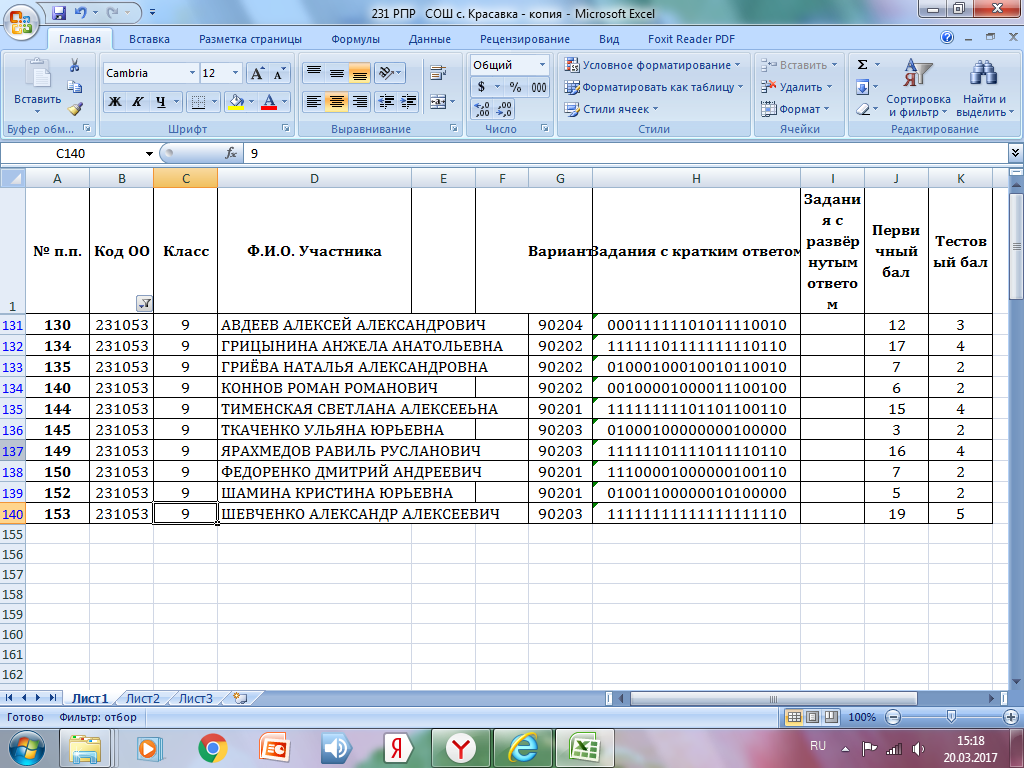 231 РПР СОШ с. Красавка - копия - Microsoft Excel
Главная Вставка Разметка страницы Формулы Данные Рецензирование Вид Foxit Reader PDF
Вставить Cambria 12 Общий Условное форматирование Вставить Σ
Ж К Ч $ % 000 Форматировать как таблицу Удалить Сортировка и фильтр Найти и выделить
Стили ячеек Формат
Буфер обм... Шрифт Выравнивание Число Стили Ячейки Редактирование
C140 fx 9
A B C D E F G H I J K
1 № п.п. Код ОО Класс Ф.И.О. Участника Вариант Задания с кратким ответом Задания с развёрнутым ответом Первичный бал Тестовый бал
131 130 231053 9 АВДЕЕВ АЛЕКСЕЙ АЛЕКСАНДРОВИЧ 90204 00011111101011110010 12 3
132 134 231053 9 ГРИЦЫНИНА АНЖЕЛА АНАТОЛЬЕВНА 90202 11111101111111110110 17 4
133 135 231053 9 ГРИЁВА НАТАЛЬЯ АЛЕКСАНДРОВНА 90202 01000100010010110010 7 2
134 140 231053 9 КОННОВ РОМАН РОМАНОВИЧ 90202 00100001000011100100 6 2
135 144 231053 9 ТИМЕНСКАЯ СВЕТЛАНА АЛЕКСЕЕЬНА 90201 11111111101101100110 15 4
136 145 231053 9 ТКАЧЕНКО УЛЬЯНА ЮРЬЕВНА 90203 01000100000000100000 3 2
137 149 231053 9 ЯРАХМЕДОВ РАВИЛЬ РУСЛАНОВИЧ 90203 11111101111011110110 16 4
138 150 231053 9 ФЕДОРЕНКО ДМИТРИЙ АНДРЕЕВИЧ 90201 11100001000000100110 7 2
139 152 231053 9 ШАМИНА КРИСТИНА ЮРЬЕВНА 90201 01001100000010100000 5 2
140 153 231053 9 ШЕВЧЕНКО АЛЕКСАНДР АЛЕКСЕЕВИЧ 90203 11111111111111111110 19 5
155
156
157
158
159
160
161
162
Лист1 Лист2 Лист3
Готово Фильтр: отбор 100%
RU 15:18
20.03.2017